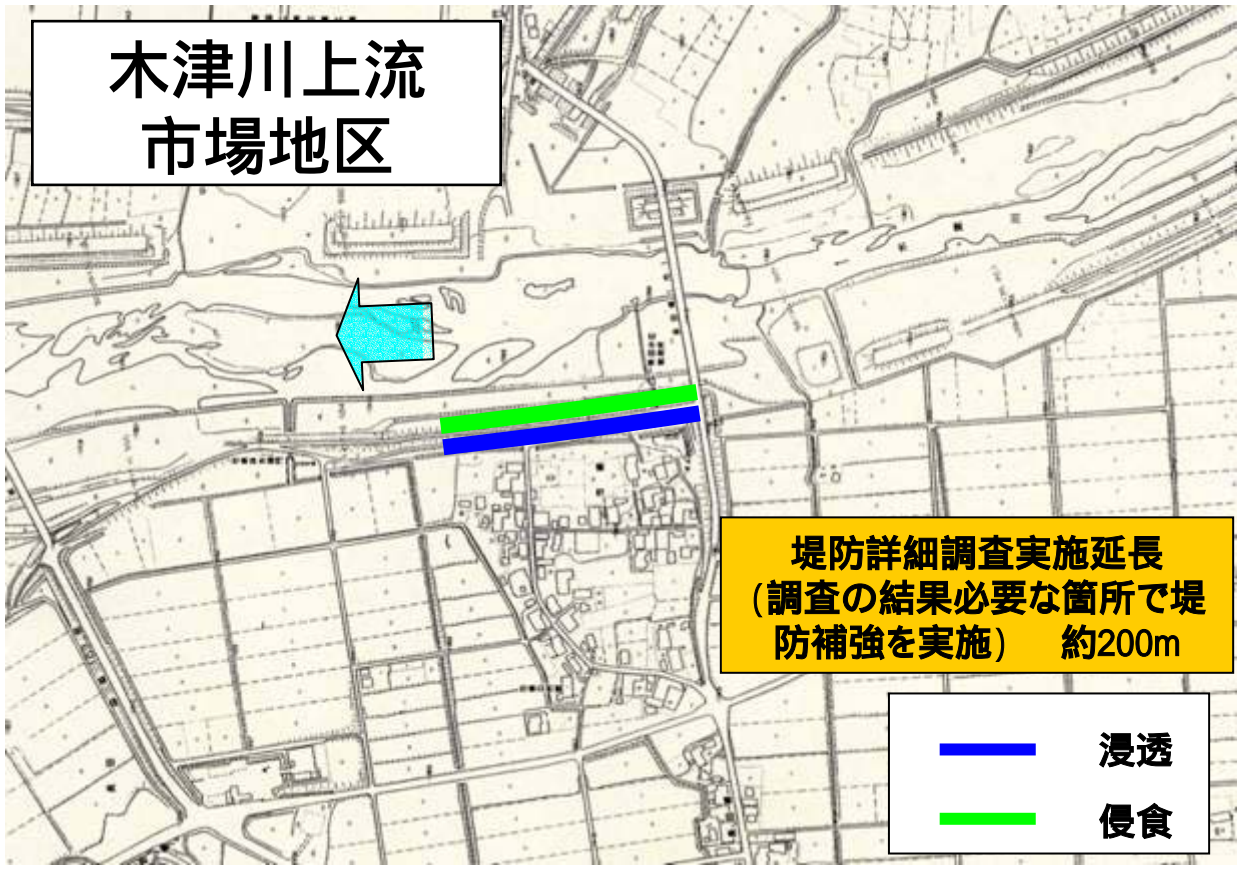 木津川上流
市場地区
堤防詳細調査実施延長
(調査の結果必要な箇所で堤
防補強を実施) 約200m
浸透
侵食